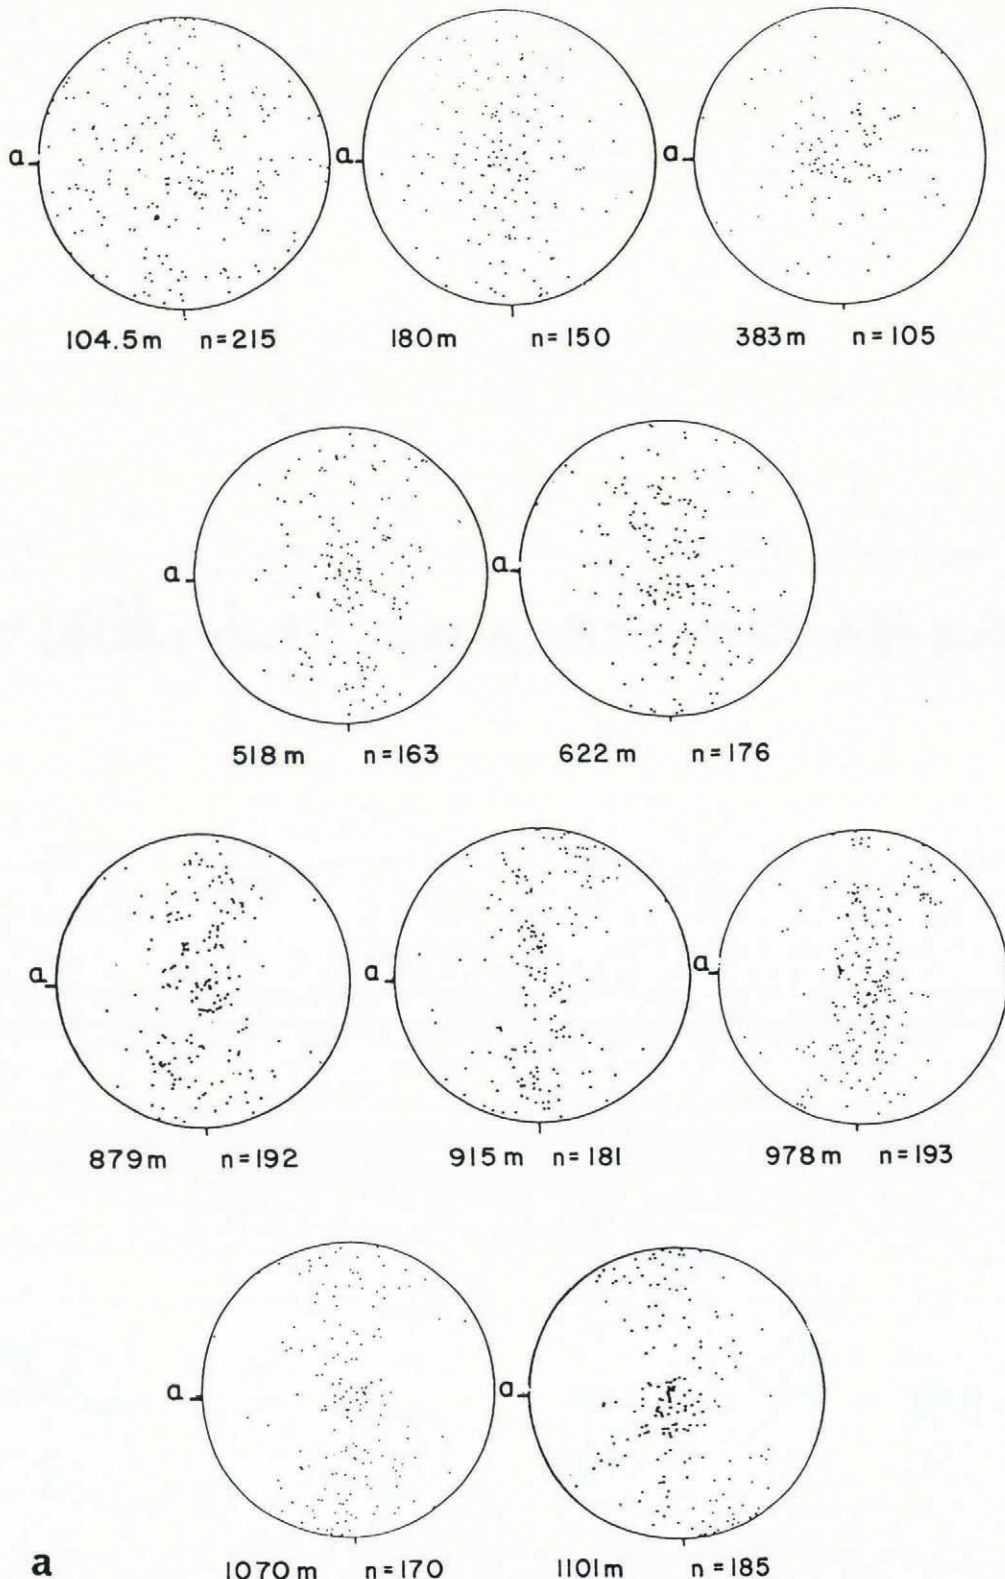 a a a
104.5m n=215 180m n=150 383m n=105
a a
518m n=163 622m n=176
a a a
879m n=192 915m n=181 978m n=193
a a
a 1070m n=170 1101m n=185